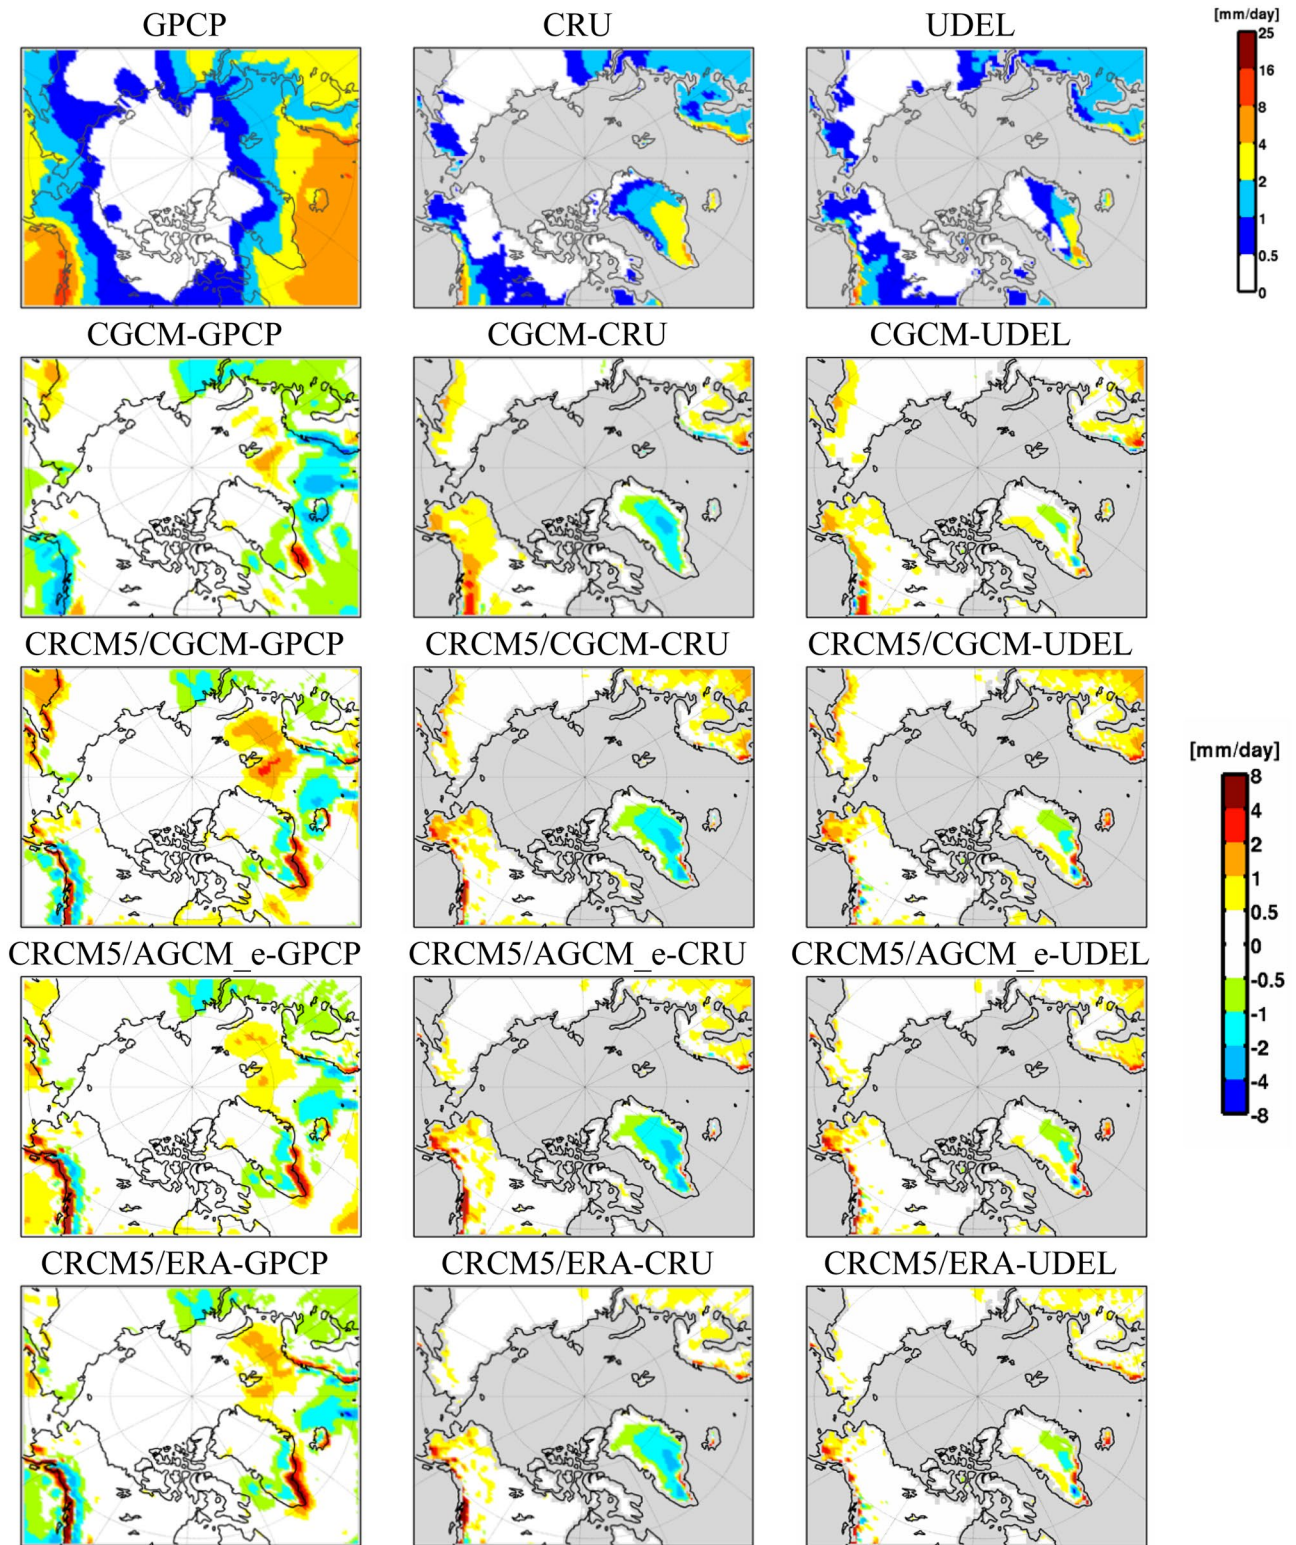 GPCP
CRU
UDEL
[mm/day]
25
16
8
4
2
1
0.5
0
CGCM-GPCP
CGCM-CRU
CGCM-UDEL
CRCM5/CGCM-GPCP
CRCM5/CGCM-CRU
CRCM5/CGCM-UDEL
[mm/day]
8
4
2
1
0.5
0
-0.5
-1
-2
-4
-8
CRCM5/AGCM_e-GPCP
CRCM5/AGCM_e-CRU
CRCM5/AGCM_e-UDEL
CRCM5/ERA-GPCP
CRCM5/ERA-CRU
CRCM5/ERA-UDEL